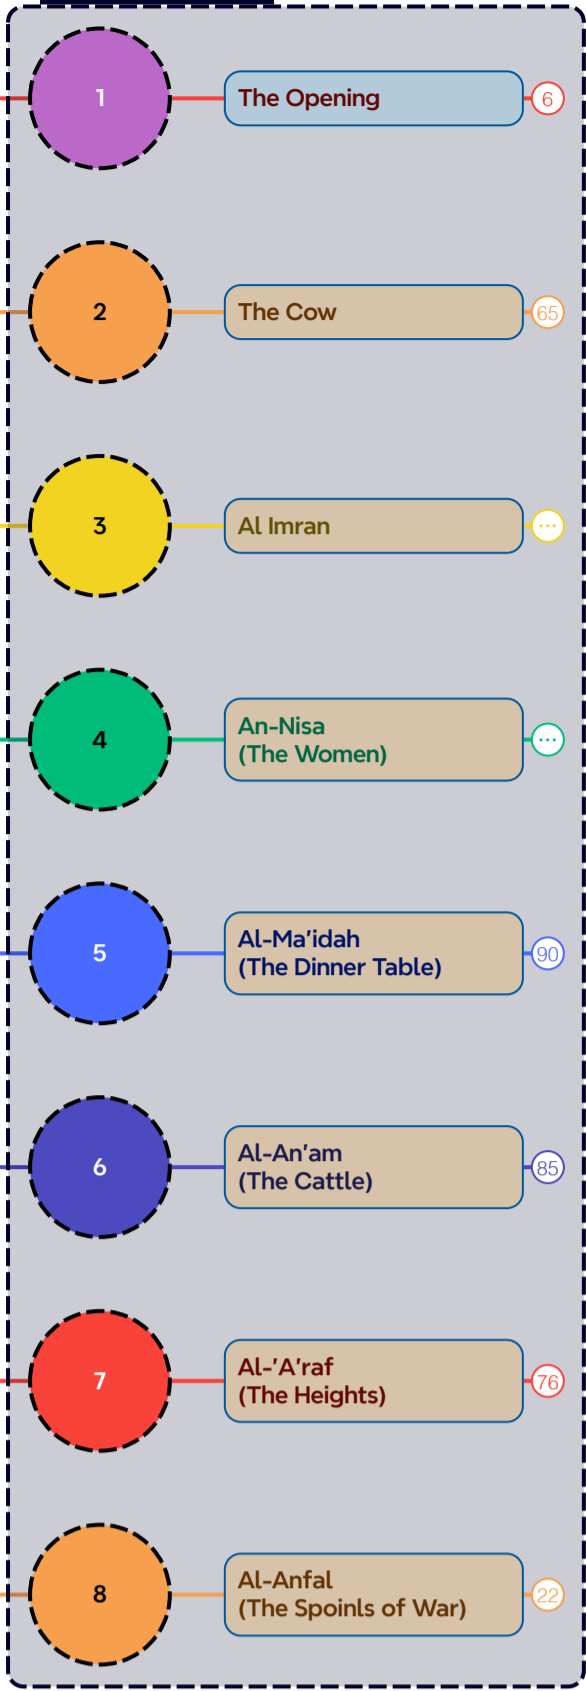 1
The Opening
6
2
The Cow
65
3
Al Imran
...
4
An-Nisa
(The Women)
...
5
Al-Ma'idah
(The Dinner Table)
90
6
Al-An'am
(The Cattle)
85
7
Al-'A'raf
(The Heights)
76
8
Al-Anfal
(The Spoinls of War)
22